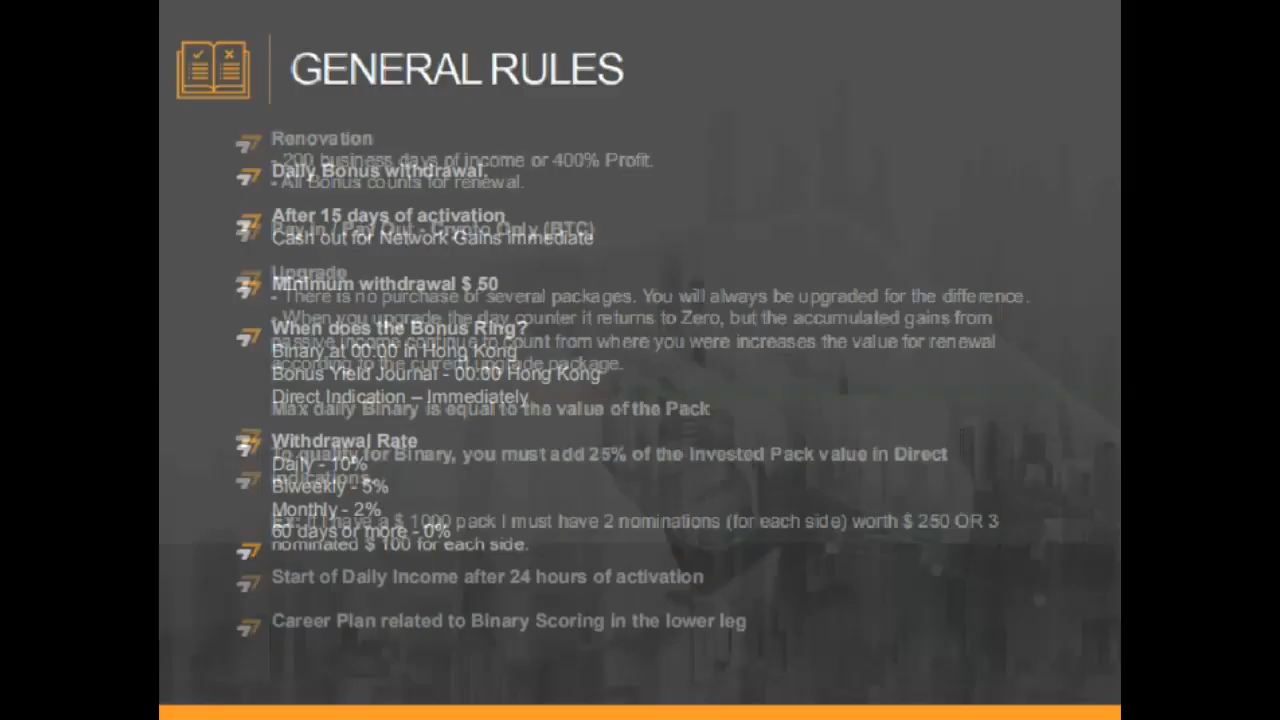 GENERAL RULES
Renovation
- 200 business days of income or 400% Profit.
Daily Bonus withdrawal.
- All Bonus counts for renewal.
After 15 days of activation
Pay in / Pay Out - Crypto Only (BTC)
Cash out for Network Gains immediate
Upgrade
Minimum withdrawal $ 50
- There is no purchase of several packages. You will always be upgraded for the difference.
- When you upgrade the day counter it returns to Zero, but the accumulated gains from
When does the Bonus Ring?
passive income continue to count from where you were increases the value for renewal
Binary at 00:00 in Hong Kong
according to the current upgrade package.
Bonus Yield Journal - 00:00 Hong Kong
Direct Indication – Immediately
Max daily Binary is equal to the value of the Pack
Withdrawal Rate
To qualify for Binary, you must add 25% of the Invested Pack value in Direct
Daily - 10%
Indications.
Biweekly - 5%
Monthly - 2%
If I have a $ 1000 pack I must have 2 nominations (for each side) worth $ 250 OR 3
60 days or more - 0%
nominated $ 100 for each side.
Start of Daily Income after 24 hours of activation
Career Plan related to Binary Scoring in the lower leg